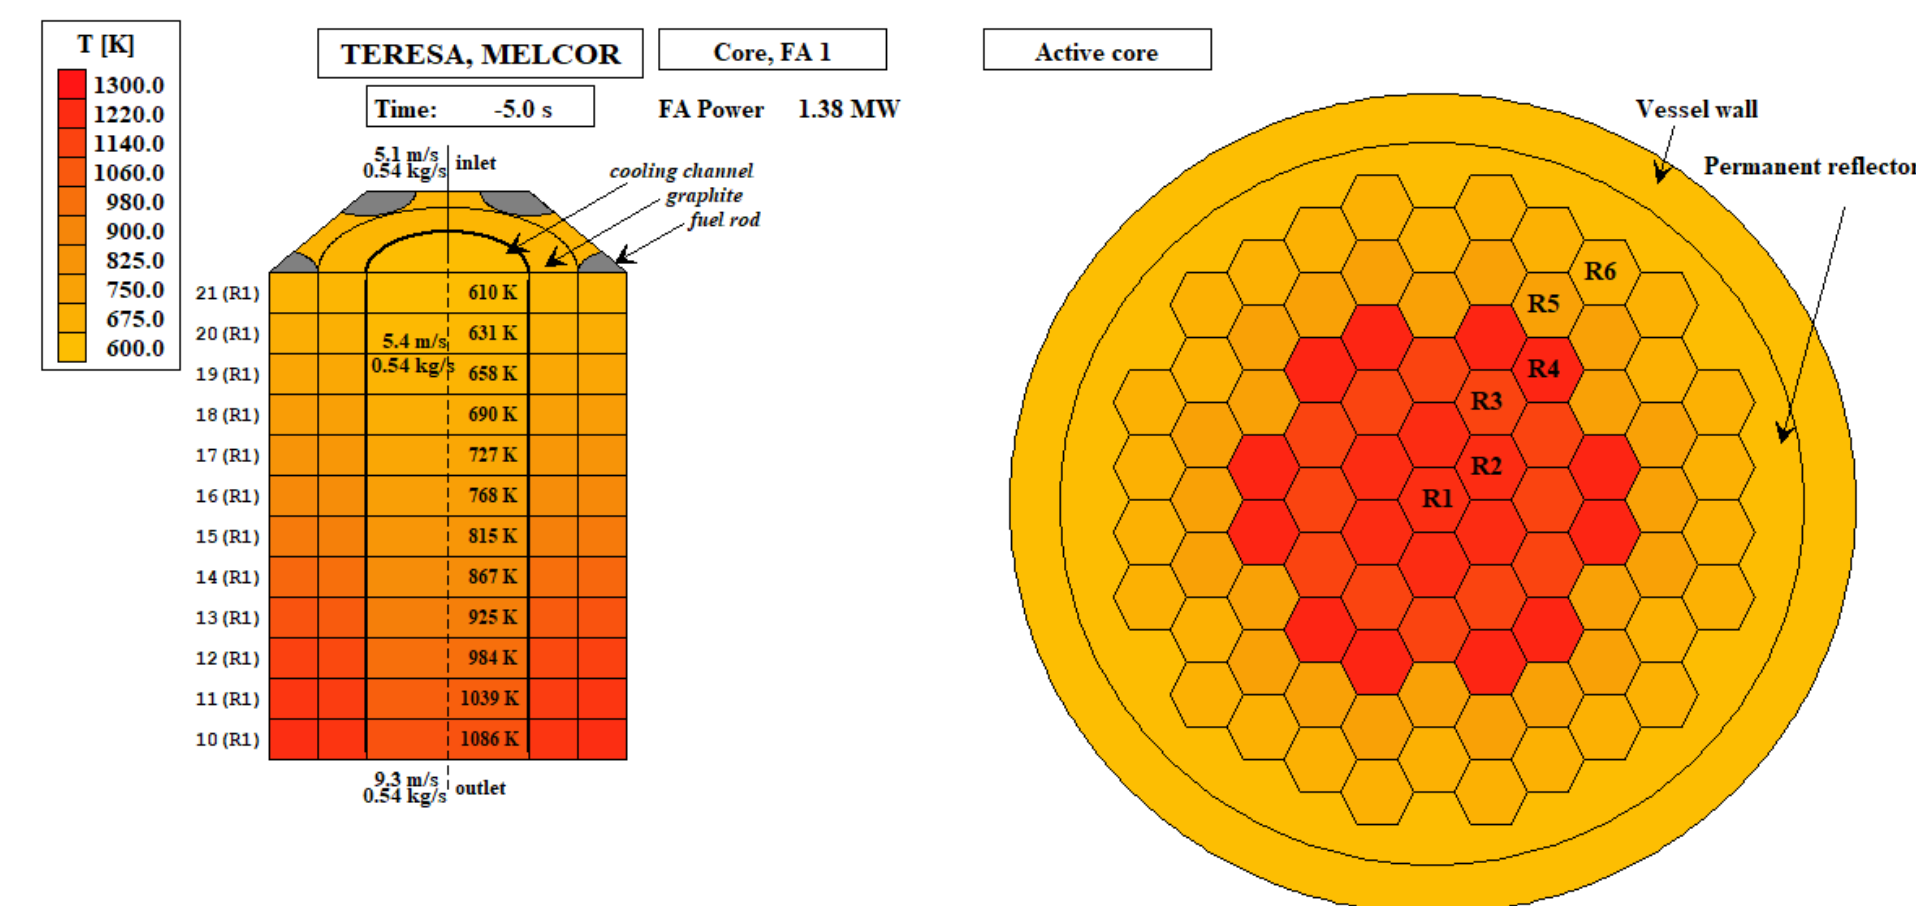 T [K]
1300.0
1220.0
1140.0
1060.0
980.0
900.0
825.0
750.0
675.0
600.0
TERESA, MELCOR
Core, FA 1
Time: -5.0 s
FA Power 1.38 MW
5.1 m/s
0.54 kg/s
inlet
cooling channel
graphite
fuel rod
21 (R1) 610 K
20 (R1) 631 K
5.4 m/s
0.54 kg/s
19 (R1) 658 K
18 (R1) 690 K
17 (R1) 727 K
16 (R1) 768 K
15 (R1) 815 K
14 (R1) 867 K
13 (R1) 925 K
12 (R1) 984 K
11 (R1) 1039 K
10 (R1) 1086 K
9.3 m/s
0.54 kg/s
outlet
Active core
Vessel wall
Permanent reflector
R6
R5
R4
R3
R2
R1